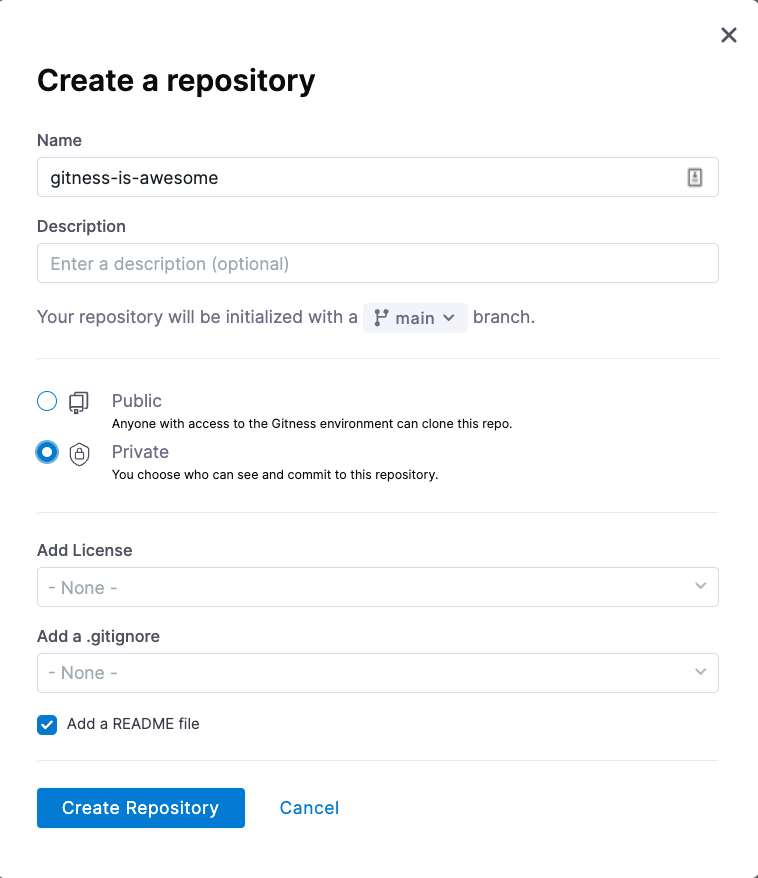 Create a repository
Name
gitness-is-awesome
Description
Enter a description (optional)
Your repository will be initialized with a main branch.
Public
Anyone with access to the Gitness environment can clone this repo.
Private
You choose who can see and commit to this repository.
Add License
- None -
Add a .gitignore
- None -
Add a README file
Create Repository Cancel